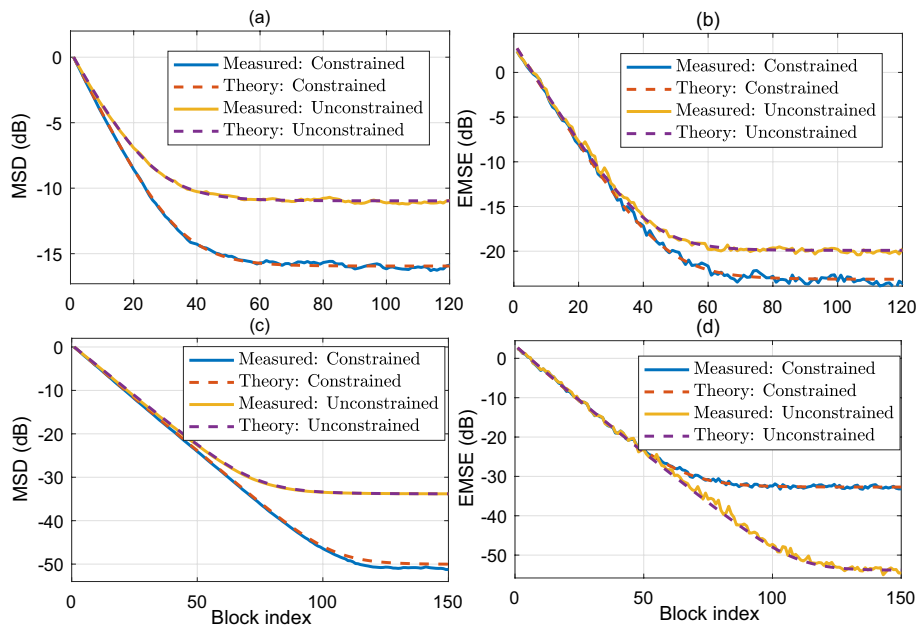 (a)
MSD (dB)
0
-5
-10
-15
0 20 40 60 80 100 120
Measured: Constrained
Theory: Constrained
Measured: Unconstrained
Theory: Unconstrained
(b)
EMSE (dB)
0
-5
-10
-15
-20
0 20 40 60 80 100 120
Measured: Constrained
Theory: Constrained
Measured: Unconstrained
Theory: Unconstrained
(c)
MSD (dB)
0
-10
-20
-30
-40
-50
0 50 100 150
Block index
Measured: Constrained
Theory: Constrained
Measured: Unconstrained
Theory: Unconstrained
(d)
EMSE (dB)
0
-10
-20
-30
-40
-50
0 50 100 150
Block index
Measured: Constrained
Theory: Constrained
Measured: Unconstrained
Theory: Unconstrained